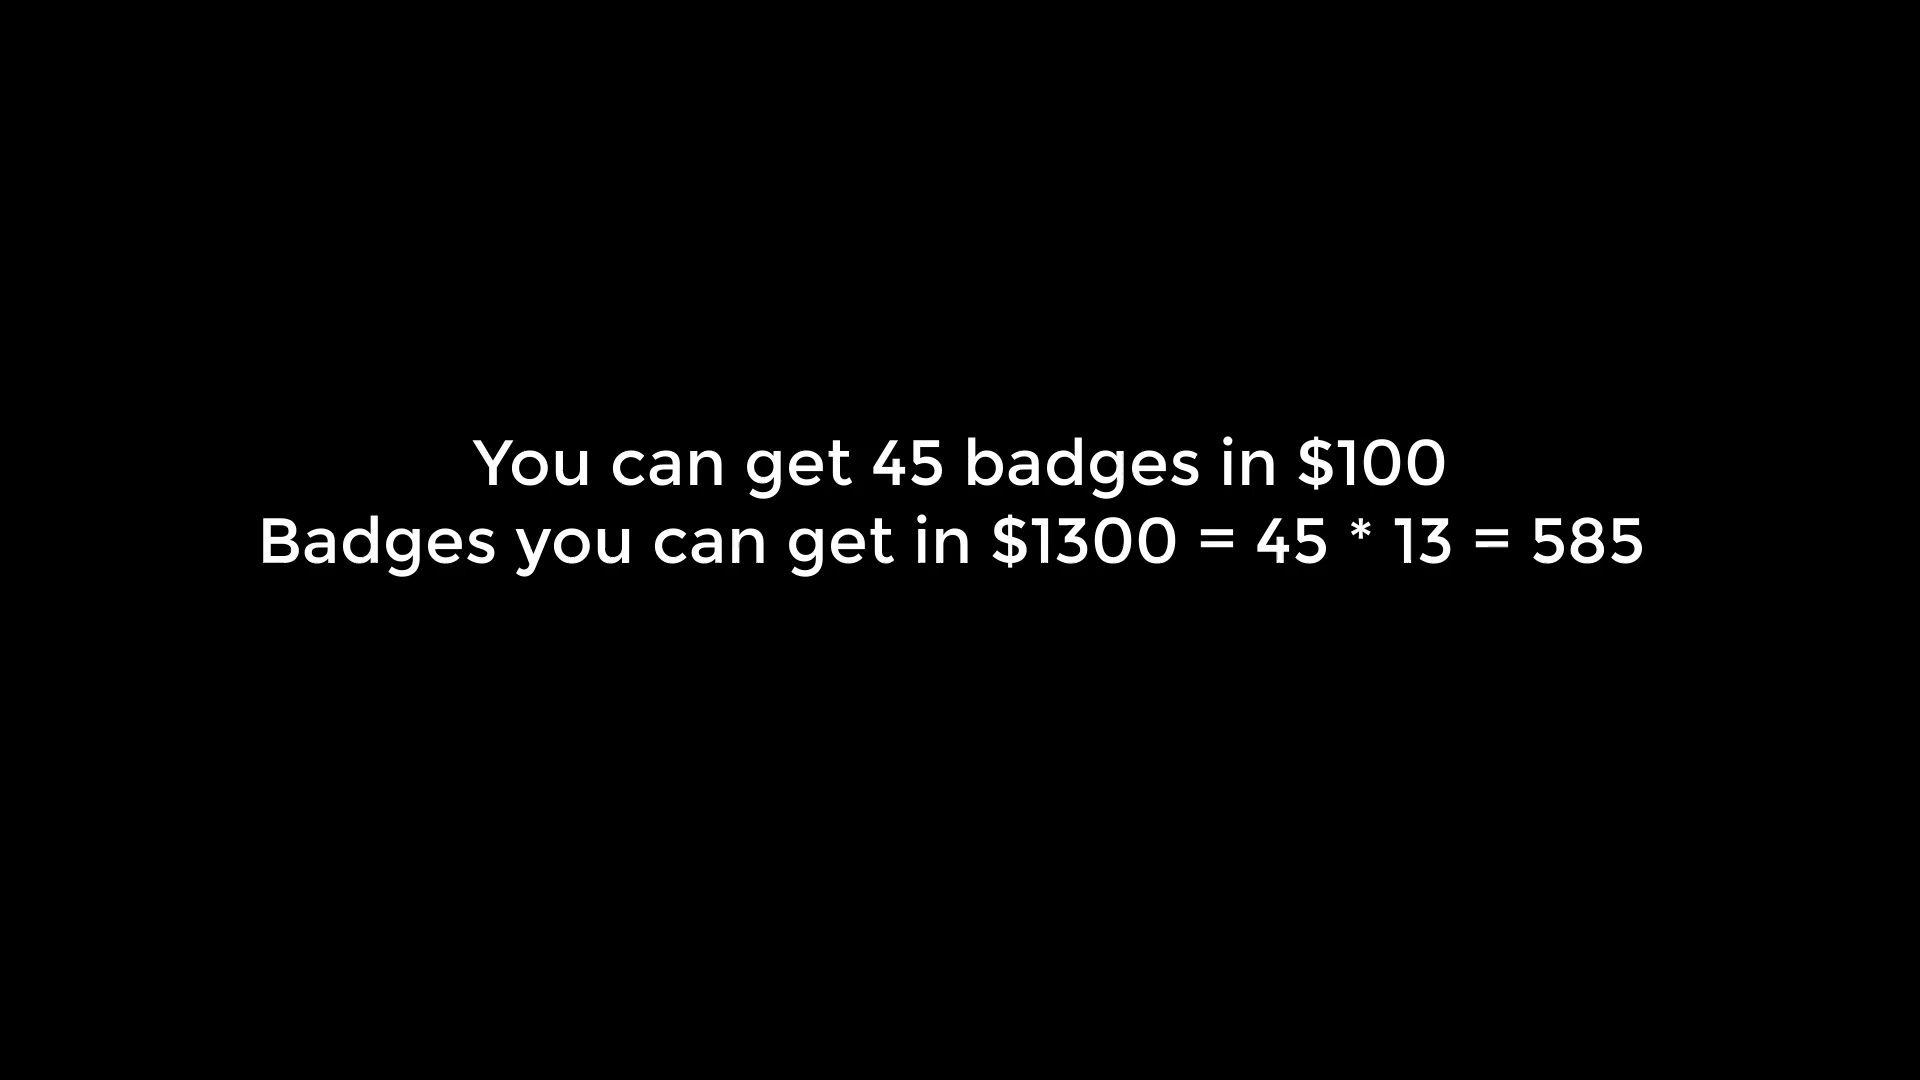 You can get 45 badges in $100
Badges you can get in $1300 = 45 * 13 = 585